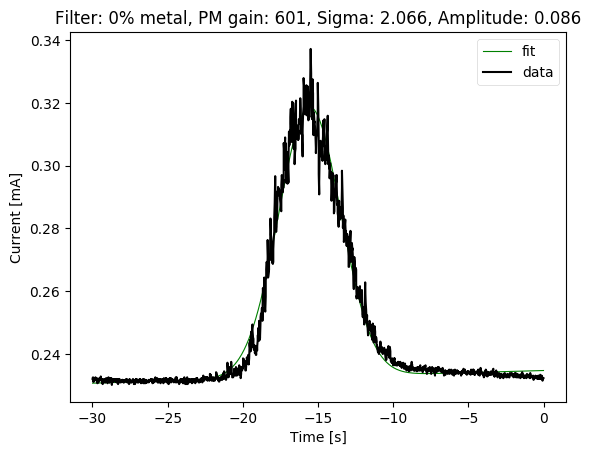 Filter: 0% metal, PM gain: 601, Sigma: 2.066, Amplitude: 0.086
fit
data
0.34
0.32
0.30
0.28
0.26
0.24
Current [mA]
−30 −25 −20 −15 −10 −5 0
Time [s]